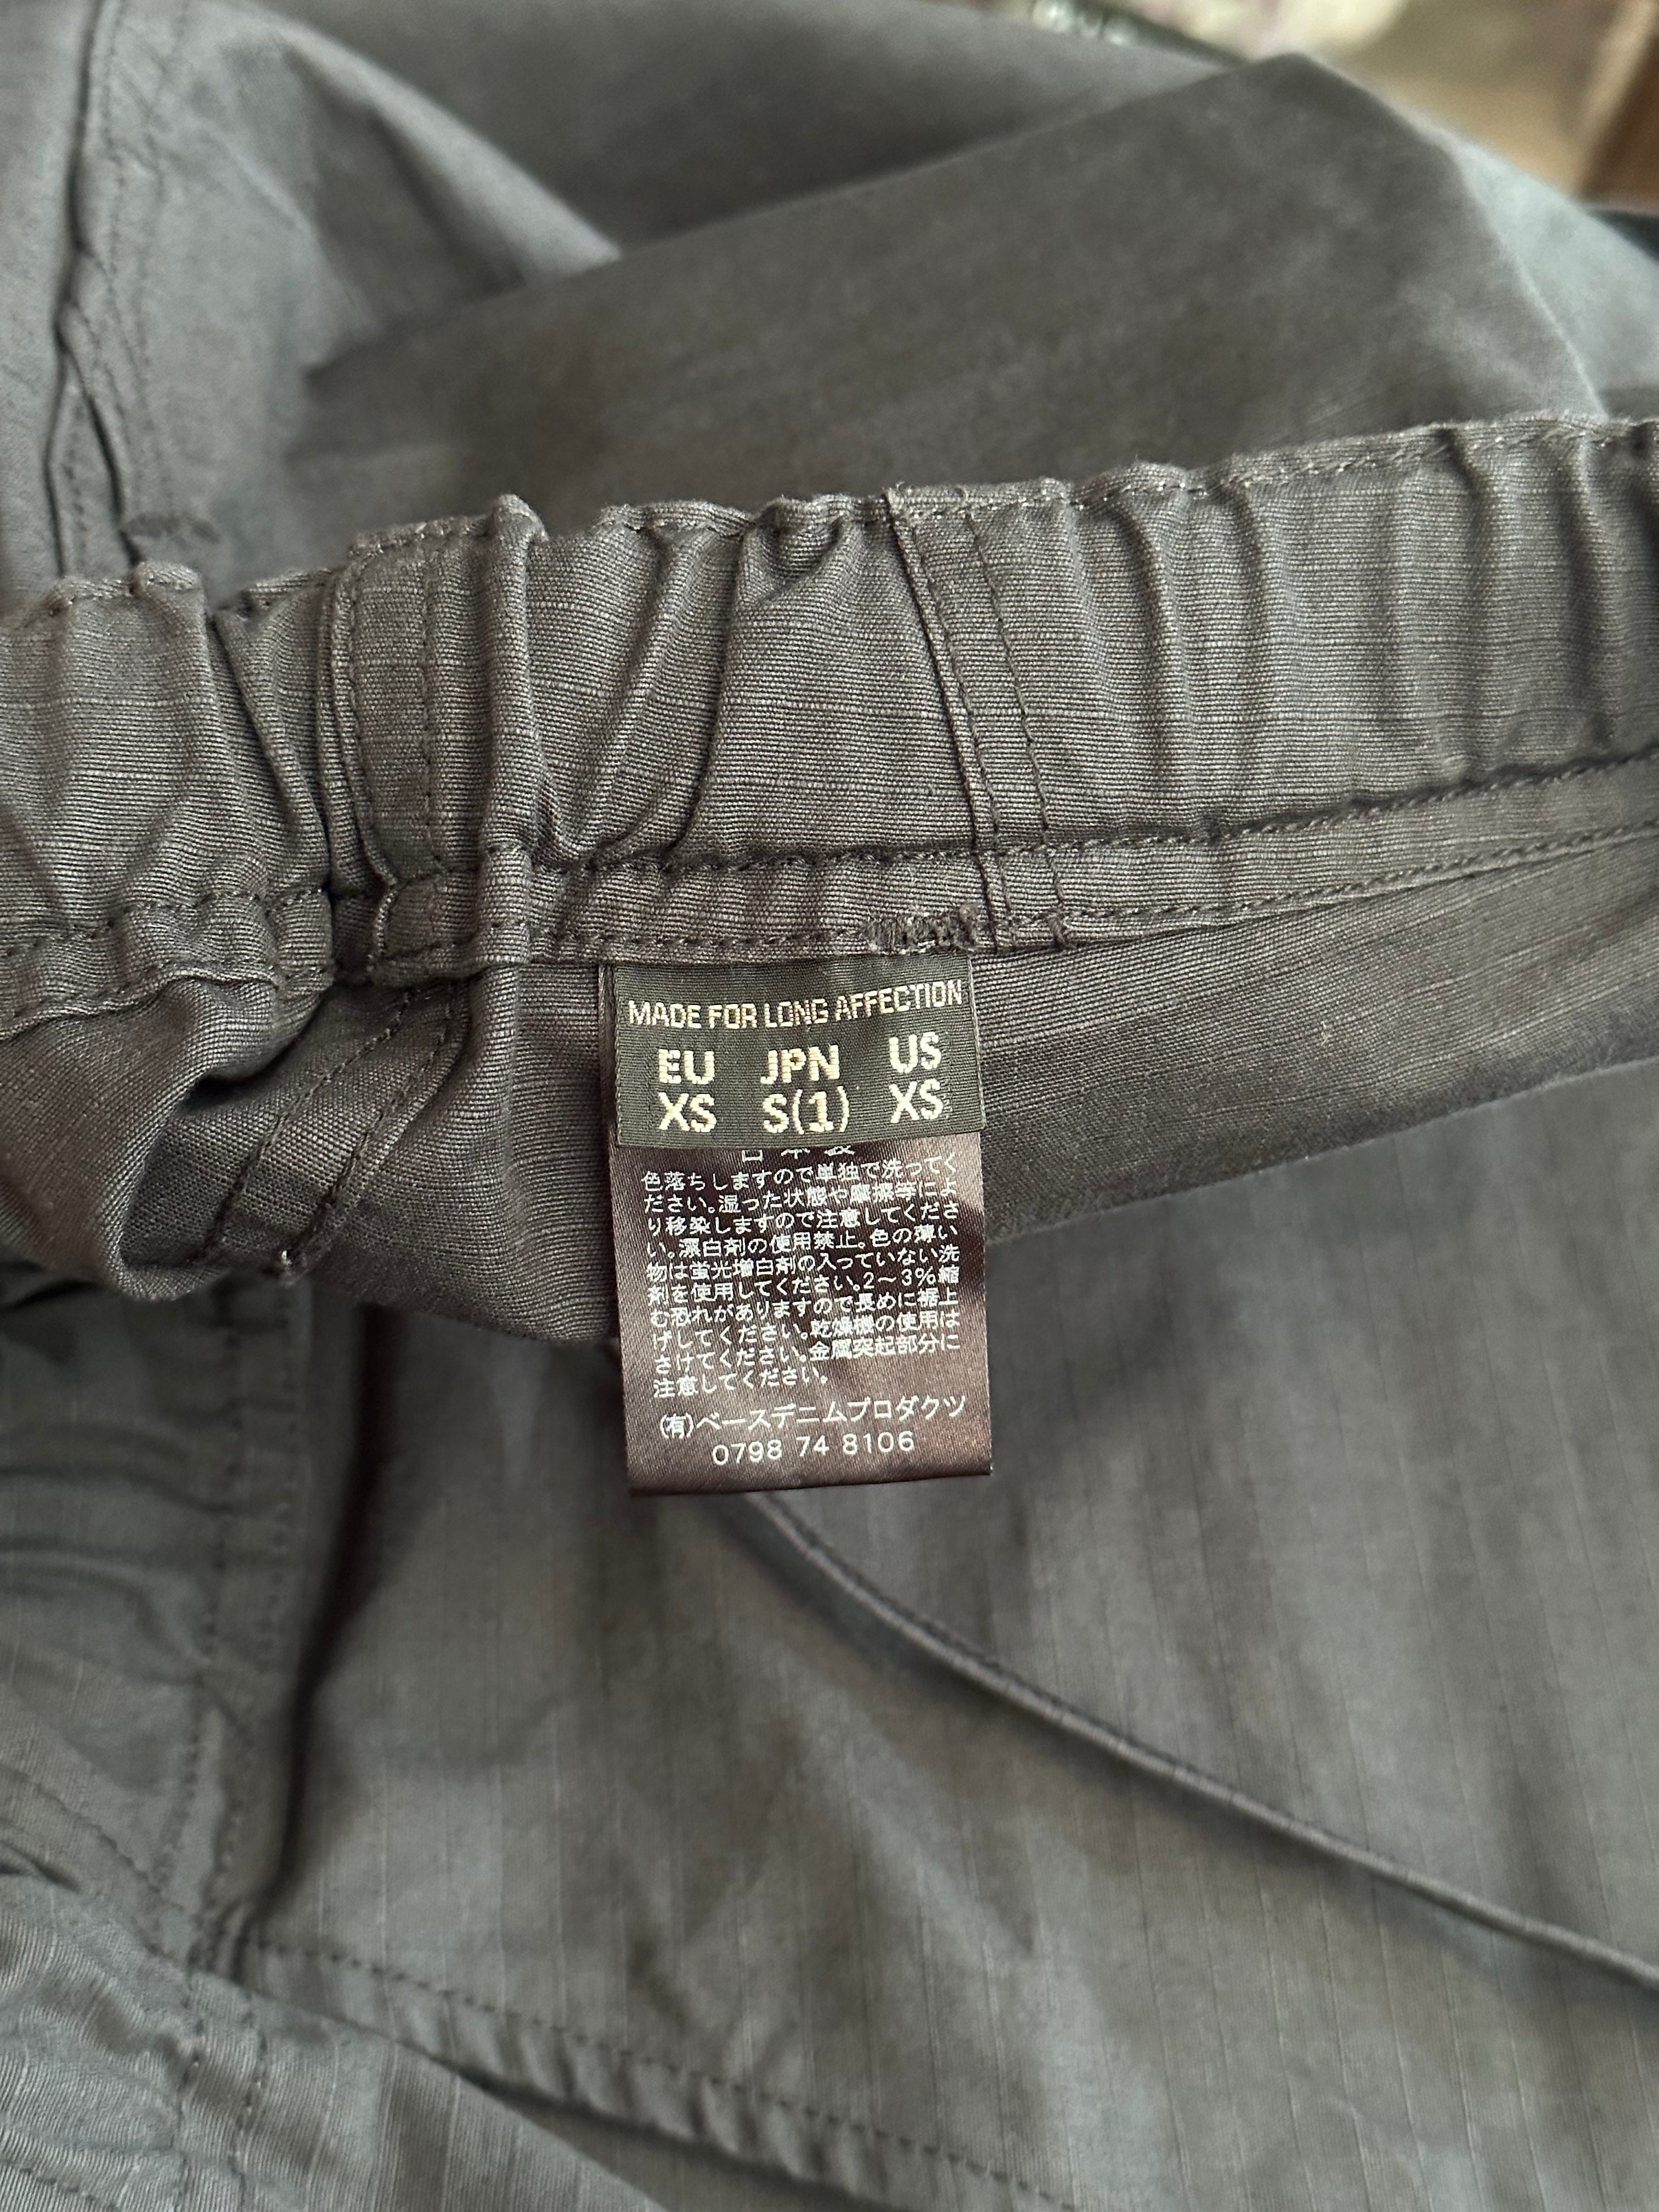 MADE FOR LONG AFFECTION
EU JPN US
XS S(1) XS
日本製
色落ちしますので単独で洗ってく
ださい。湿った状態や摩擦等によ
り移染しますので注意してくださ
い。漂白剤の使用禁止。色の薄い
物は蛍光増白剤の入っていない洗
剤を使用してください。2～3%縮
む恐れがありますので長めに裾上
げしてください。乾燥機の使用は
さけてください。金属突起部分に
注意してください。
(有)ベースデニムプロダクツ
0798 74 8106